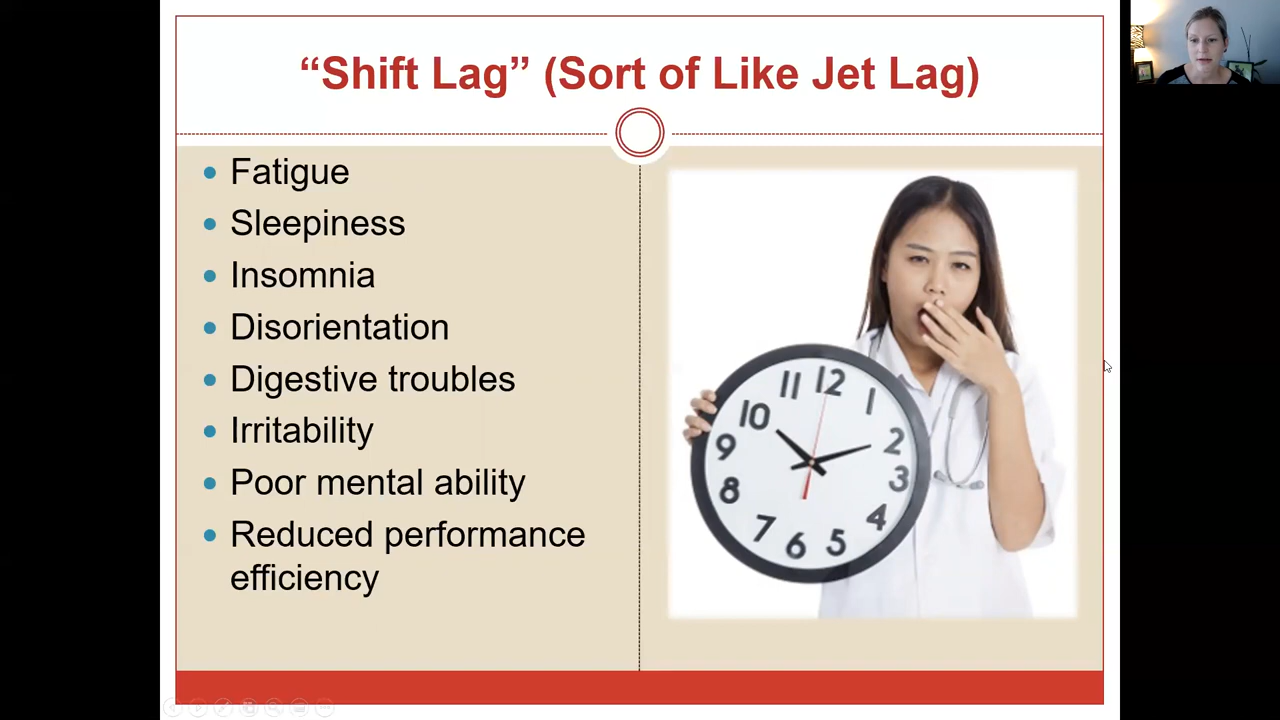 “Shift Lag” (Sort of Like Jet Lag)
• Fatigue
• Sleepiness
• Insomnia
• Disorientation
• Digestive troubles
• Irritability
• Poor mental ability
• Reduced performance
efficiency
12
1
2
3
4
5
6
7
8
9
10
11